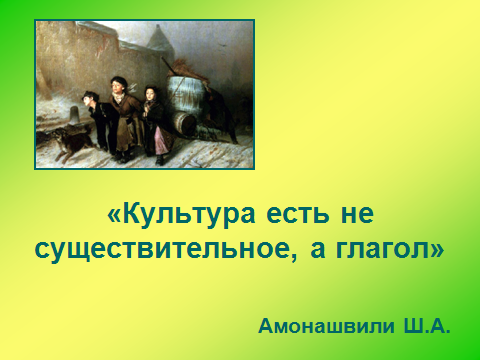 «Культура есть не
существительное, а глагол»
Амонашвили Ш.А.